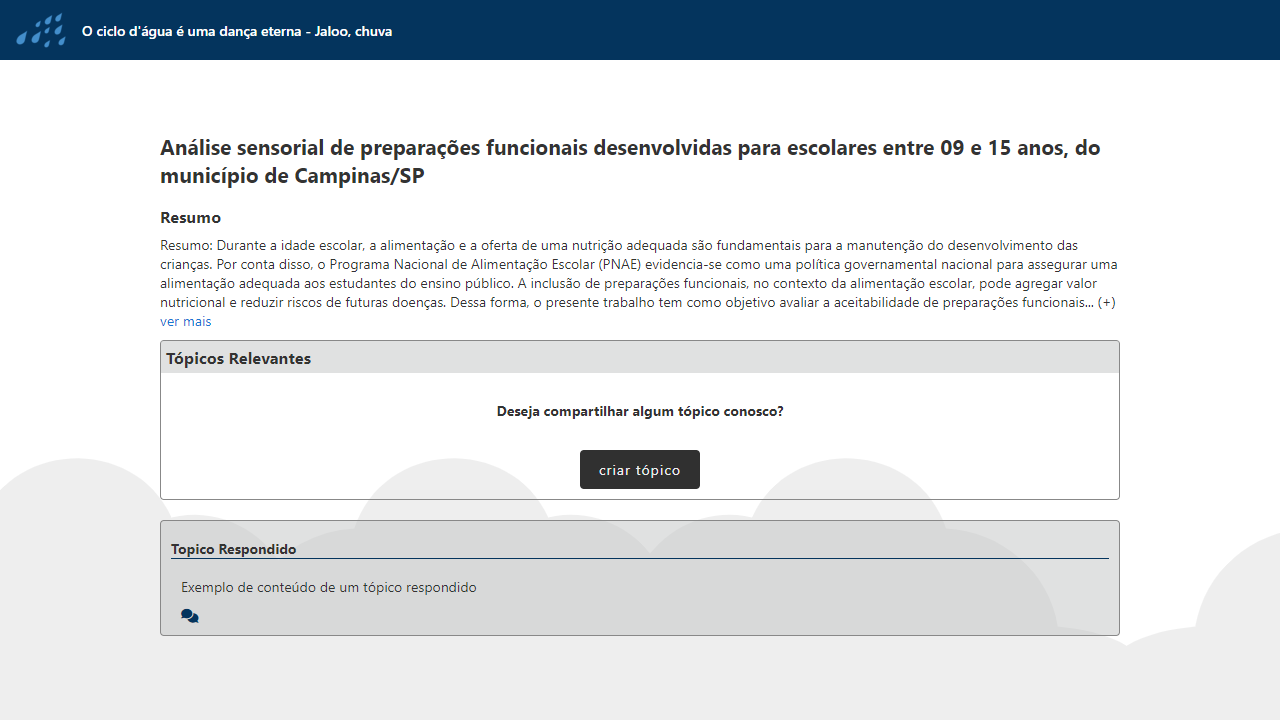 O ciclo d'água é uma dança eterna - Jaloo, chuva
Análise sensorial de preparações funcionais desenvolvidas para escolares entre 09 e 15 anos, do
município de Campinas/SP
Resumo
Resumo: Durante a idade escolar, a alimentação e a oferta de uma nutrição adequada são fundamentais para a manutenção do desenvolvimento das
crianças. Por conta disso, o Programa Nacional de Alimentação Escolar (PNAE) evidencia-se como uma política governamental nacional para assegurar uma
alimentação adequada aos estudantes do ensino público. A inclusão de preparações funcionais, no contexto da alimentação escolar, pode agregar valor
nutricional e reduzir riscos de futuras doenças. Dessa forma, o presente trabalho tem como objetivo avaliar a aceitabilidade de preparações funcionais... (+)
ver mais
Tópicos Relevantes
Deseja compartilhar algum tópico conosco?
criar tópico
Topico Respondido
Exemplo de conteúdo de um tópico respondido